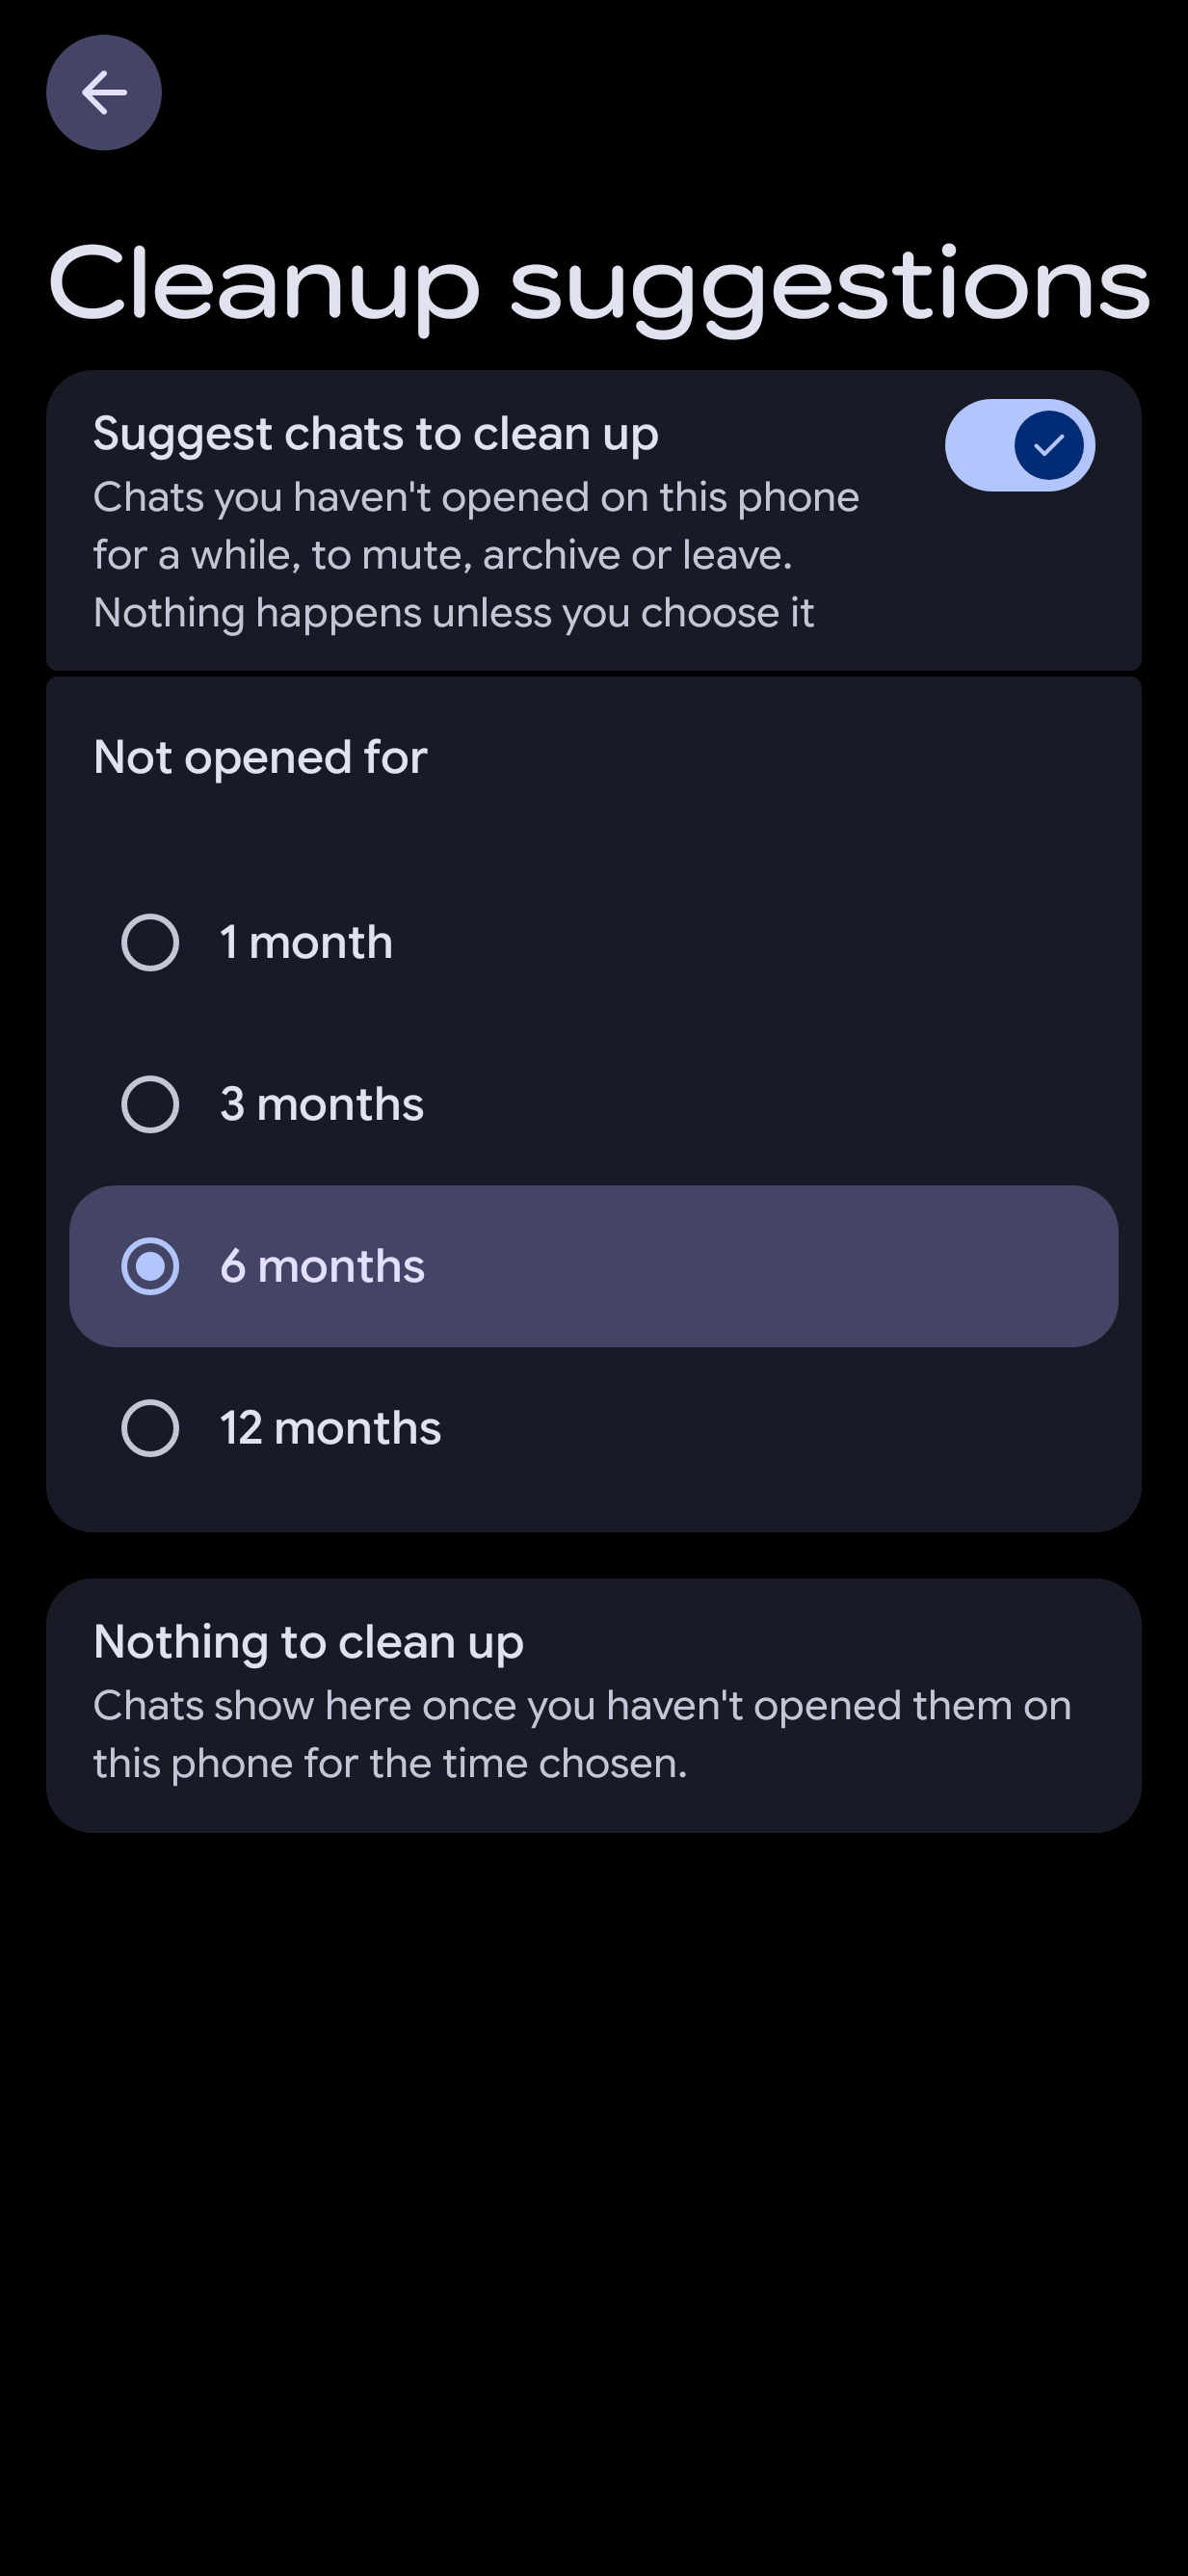 Cleanup suggestions
Suggest chats to clean up
Chats you haven't opened on this phone
for a while, to mute, archive or leave.
Nothing happens unless you choose it
Not opened for
1 month
3 months
6 months
12 months
Nothing to clean up
Chats show here once you haven't opened them on
this phone for the time chosen.